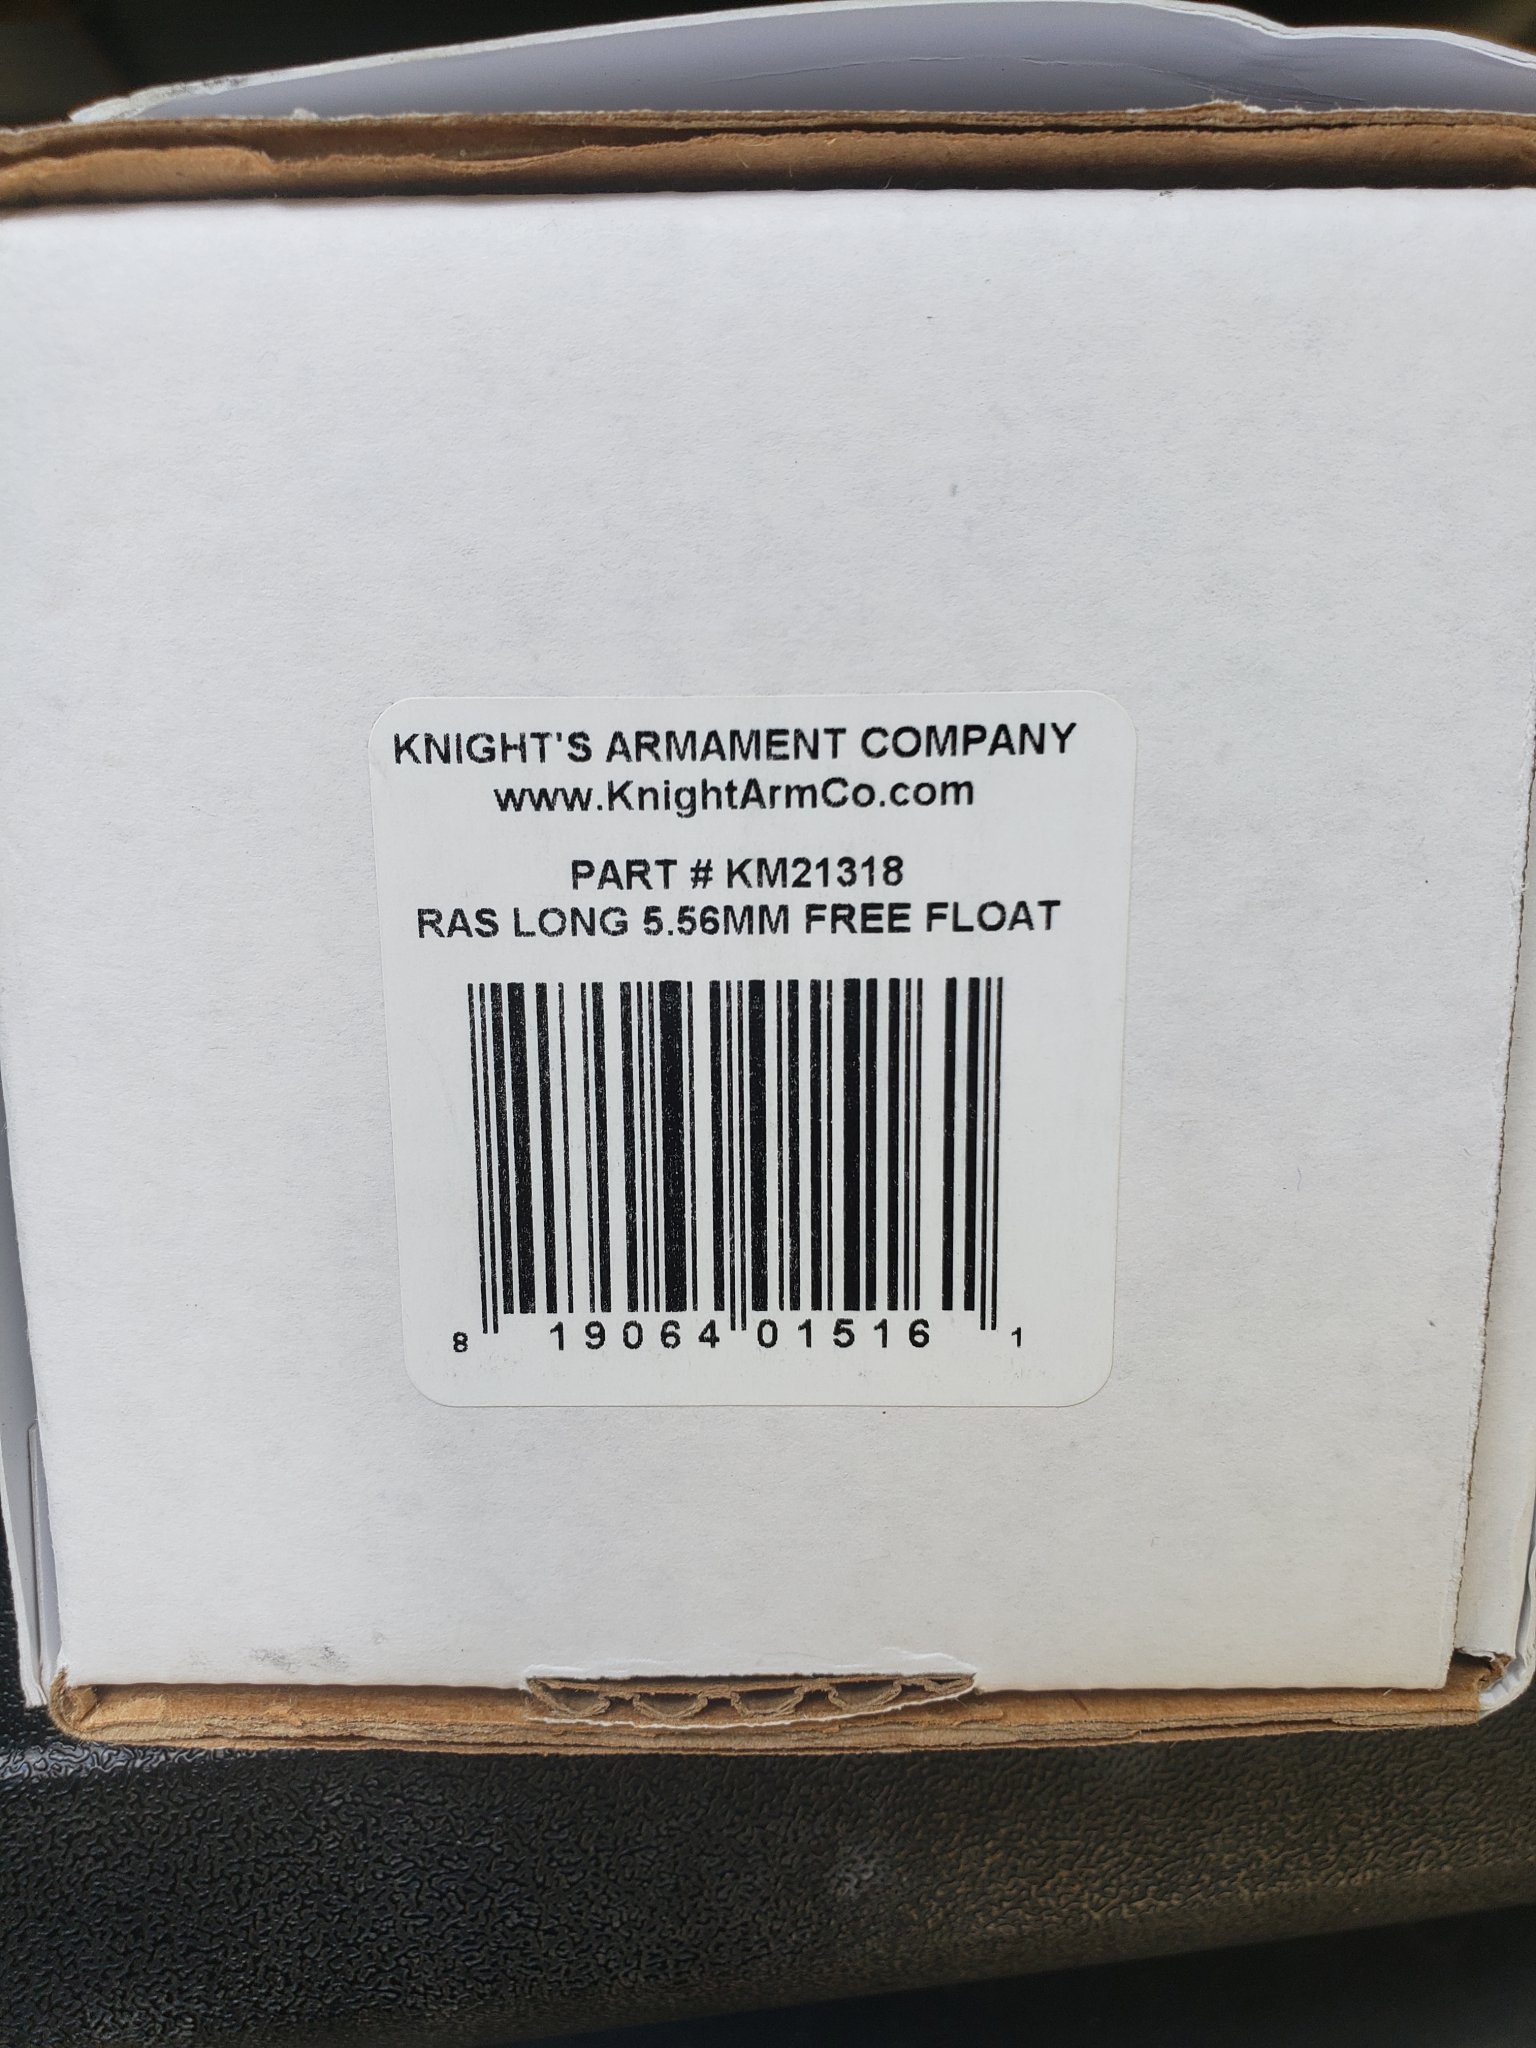 KNIGHT'S ARMAMENT COMPANY
www.KnightArmCo.com
PART # KM21318
RAS LONG 5.56MM FREE FLOAT
8 19064 01516 1